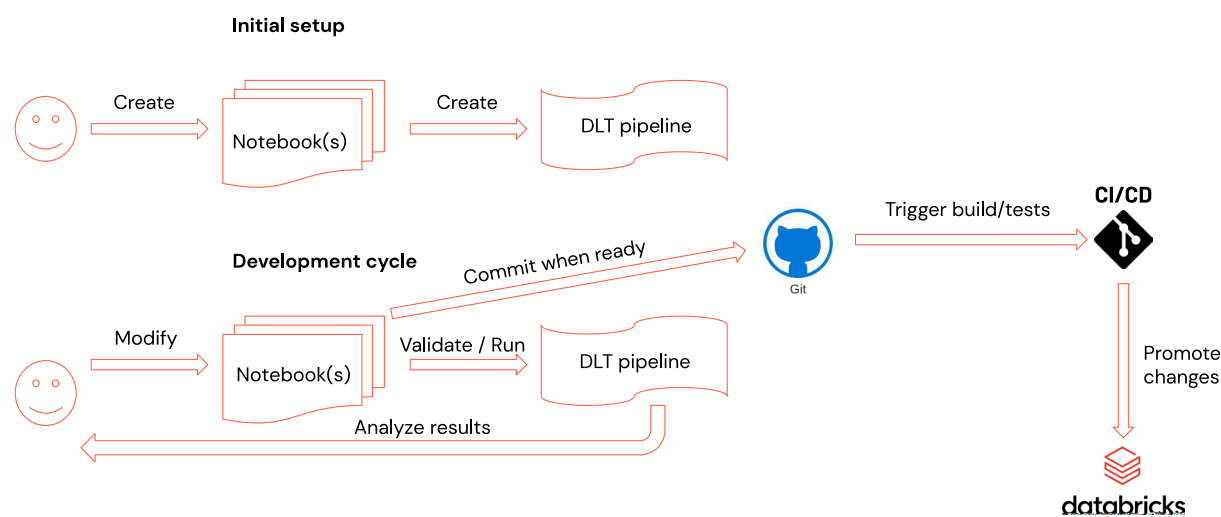 Initial setup
Create
Notebook(s)
Create
DLT pipeline
CI/CD
Trigger build/tests
Git
Development cycle
Commit when ready
Modify
Notebook(s)
Validate / Run
DLT pipeline
Promote
changes
Analyze results
databricks